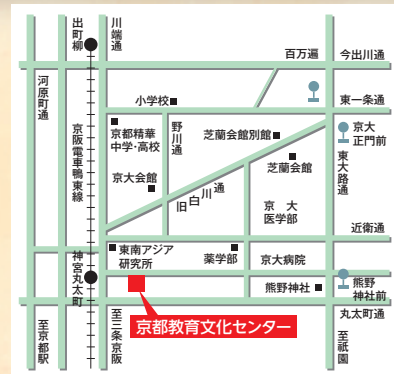 出町柳
川端通
百万遍
今出川通
河原町通
小学校
東一条通
京都精華
中学・高校
野川通
芝蘭会館別館
京大
正門前
京阪電車鴨東線
京大会館
芝蘭会館
東大路通
旧白川通
京大
医学部
近衛通
神宮丸太町
東南アジア
研究所
薬学部
京大病院
熊野神社
熊野
神社前
丸太町通
至京都駅
至三条京阪
京都教育文化センター
至祇園